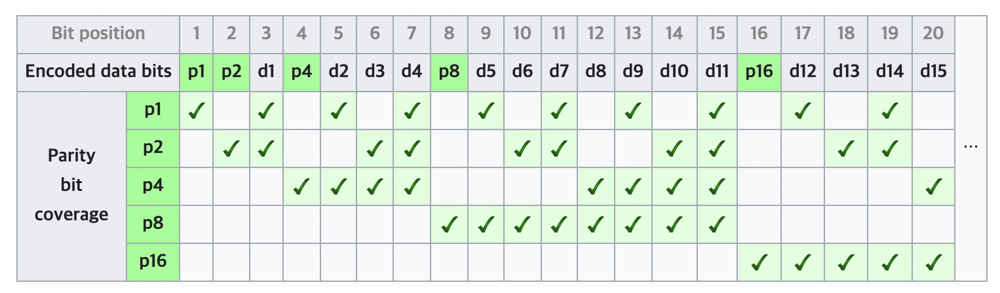 Bit position 1 2 3 4 5 6 7 8 9 10 11 12 13 14 15 16 17 18 19 20
Encoded data bits p1 p2 d1 p4 d2 d3 d4 p8 d5 d6 d7 d8 d9 d10 d11 p16 d12 d13 d14 d15
Parity
bit
coverage
p1 ✓ ✓ ✓ ✓ ✓ ✓ ✓ ✓ ✓ ✓
p2 ✓ ✓ ✓ ✓ ✓ ✓ ✓ ✓ ✓ ✓
p4 ✓ ✓ ✓ ✓ ✓ ✓ ✓ ✓ ✓
p8 ✓ ✓ ✓ ✓ ✓ ✓ ✓ ✓
p16 ✓ ✓ ✓ ✓ ✓
...